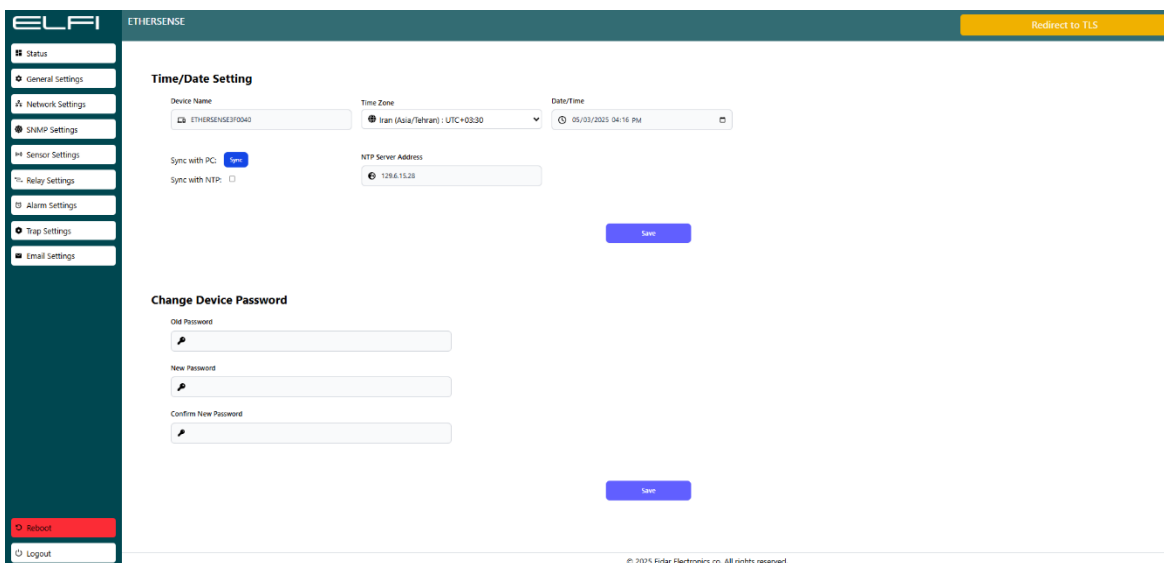 ELFI
ETHERSENSE
Redirect to TLS
Status
General Settings
Network Settings
SNMP Settings
Sensor Settings
Relay Settings
Alarm Settings
Trap Settings
Email Settings
Reboot
Logout
Time/Date Setting
Device Name
ETHERSENSE3F0040
Time Zone
Iran (Asia/Tehran) : UTC+03:30
Date/Time
05/03/2025 04:16 PM
Sync with PC: Sync
Sync with NTP:
NTP Server Address
129.6.15.28
Save
Change Device Password
Old Password
New Password
Confirm New Password
Save
© 2025 Eidar Electronics co. All rights reserved.